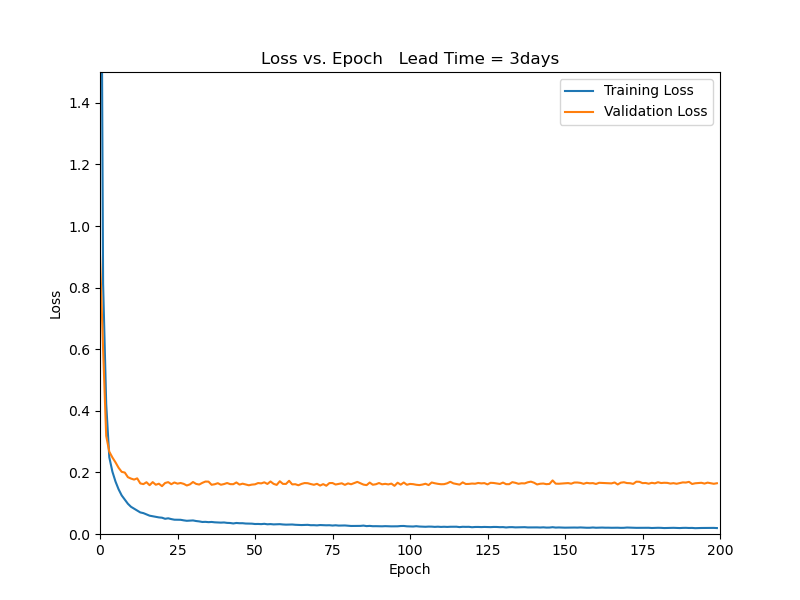 Loss vs. Epoch   Lead Time = 3days
Training Loss
Validation Loss
1.4
1.2
1.0
0.8
0.6
0.4
0.2
0.0
Loss
0 25 50 75 100 125 150 175 200
Epoch